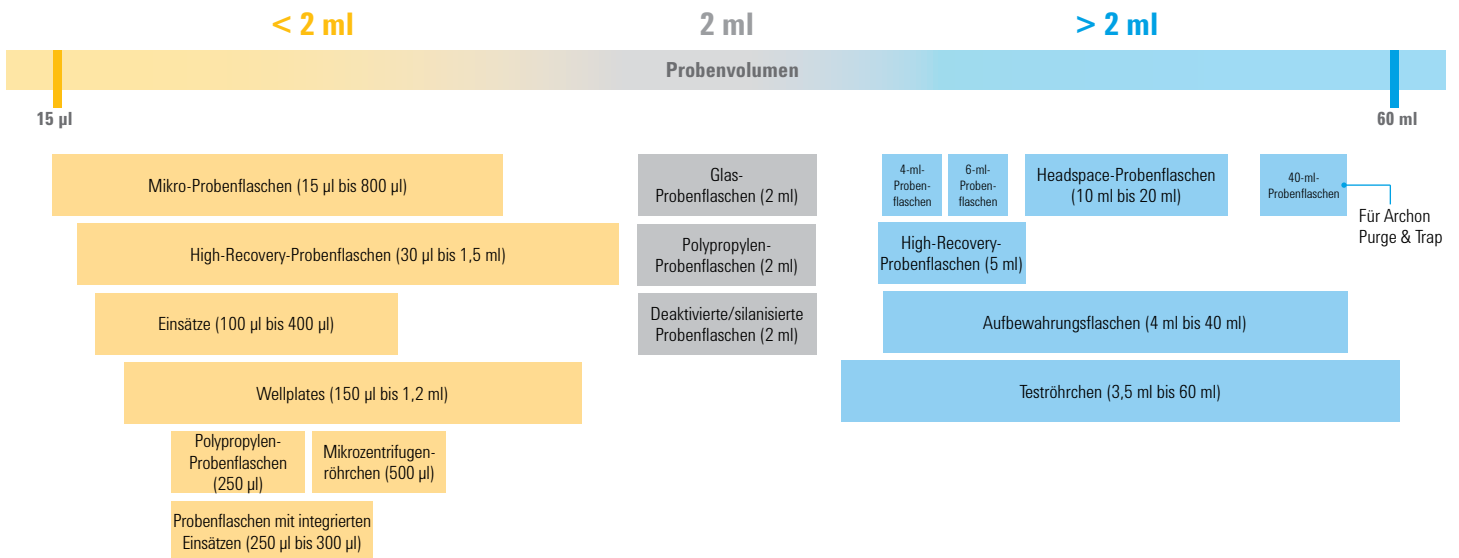 < 2 ml
2 ml
> 2 ml
Probenvolumen
15 µl
60 ml
Mikro-Probenflaschen (15 µl bis 800 µl)
High-Recovery-Probenflaschen (30 µl bis 1,5 ml)
Einsätze (100 µl bis 400 µl)
Wellplates (150 µl bis 1,2 ml)
Polypropylen-
Probenflaschen
(250 µl)
Mikrozentrifugen-
röhrchen (500 µl)
Probenflaschen mit integrierten
Einsätzen (250 µl bis 300 µl)
Glas-
Probenflaschen (2 ml)
Polypropylen-
Probenflaschen (2 ml)
Deaktivierte/silanisierte
Probenflaschen (2 ml)
4-ml-
Proben-
flaschen
6-ml-
Proben-
flaschen
Headspace-Probenflaschen
(10 ml bis 20 ml)
40-ml-
Probenflaschen
Für Archon
Purge & Trap
High-Recovery-
Probenflaschen (5 ml)
Aufbewahrungsflaschen (4 ml bis 40 ml)
Teströhrchen (3,5 ml bis 60 ml)